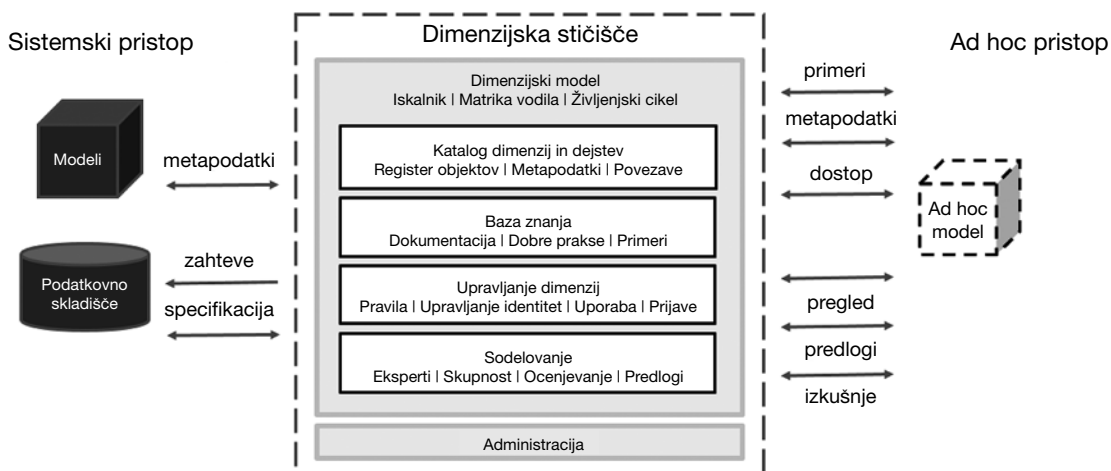 Sistemski pristop
Modeli
metapodatki
Podatkovno
skladišče
zahteve
specifikacija
Dimenzijska stičišče
Dimenzijski model
Iskalnik | Matrika vodila | Življenjski cikel
Katalog dimenzij in dejstev
Register objektov | Metapodatki | Povezave
Baza znanja
Dokumentacija | Dobre prakse | Primeri
Upravljanje dimenzij
Pravila | Upravljanje identitet | Uporaba | Prijave
Sodelovanje
Eksperti | Skupnost | Ocenjevanje | Predlogi
Administracija
Ad hoc pristop
primeri
metapodatki
dostop
Ad hoc
model
pregled
predlogi
izkušnje